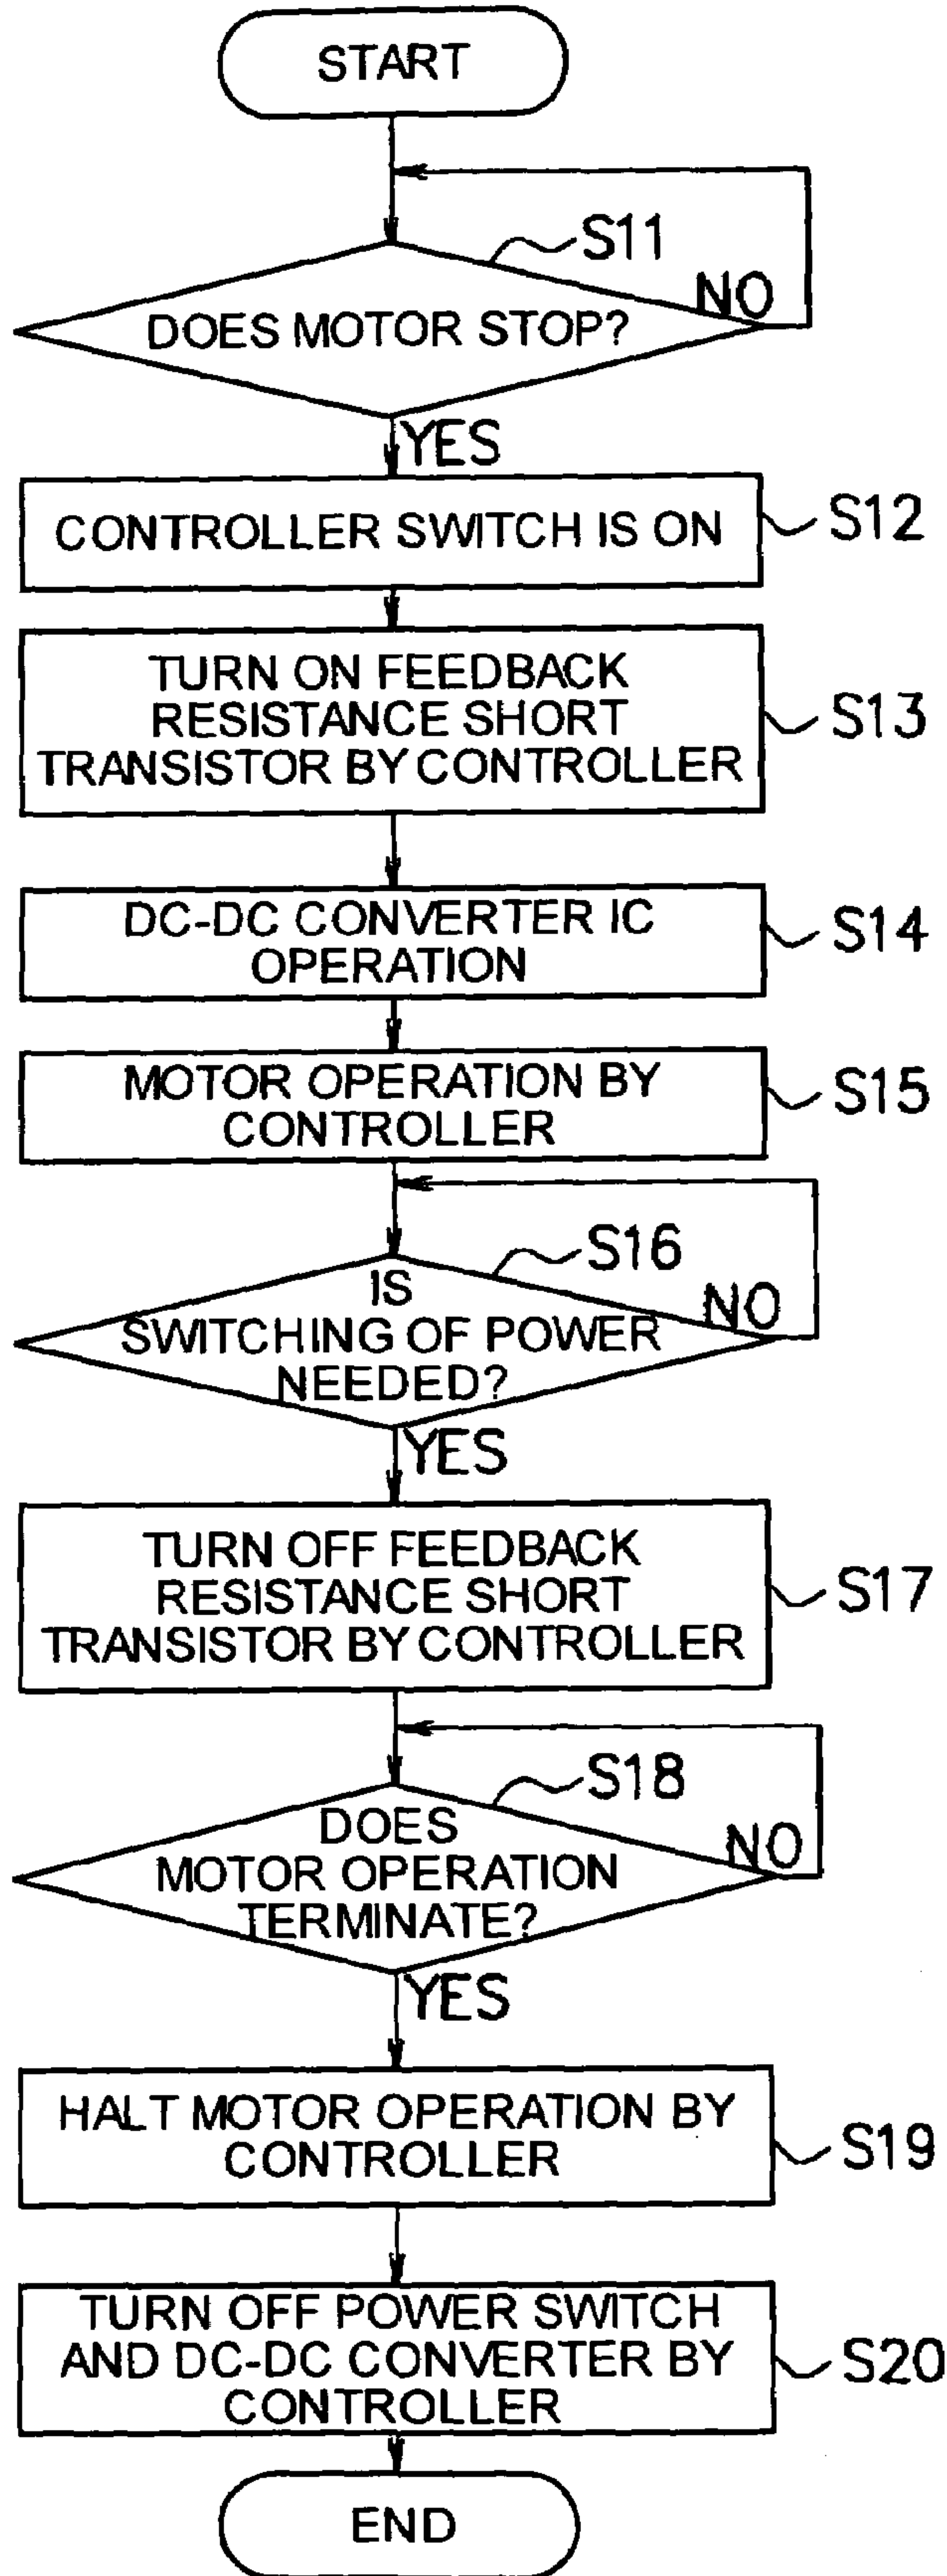 START
S11
NO
DOES MOTOR STOP?
YES
CONTROLLER SWITCH IS ON
S12
TURN ON FEEDBACK
RESISTANCE SHORT
TRANSISTOR BY CONTROLLER
S13
DC-DC CONVERTER IC
OPERATION
S14
MOTOR OPERATION BY
CONTROLLER
S15
S16
NO
IS
SWITCHING OF POWER
NEEDED?
YES
TURN OFF FEEDBACK
RESISTANCE SHORT
TRANSISTOR BY CONTROLLER
S17
S18
NO
DOES
MOTOR OPERATION
TERMINATE?
YES
HALT MOTOR OPERATION BY
CONTROLLER
S19
TURN OFF POWER SWITCH
AND DC-DC CONVERTER BY
CONTROLLER
S20
END